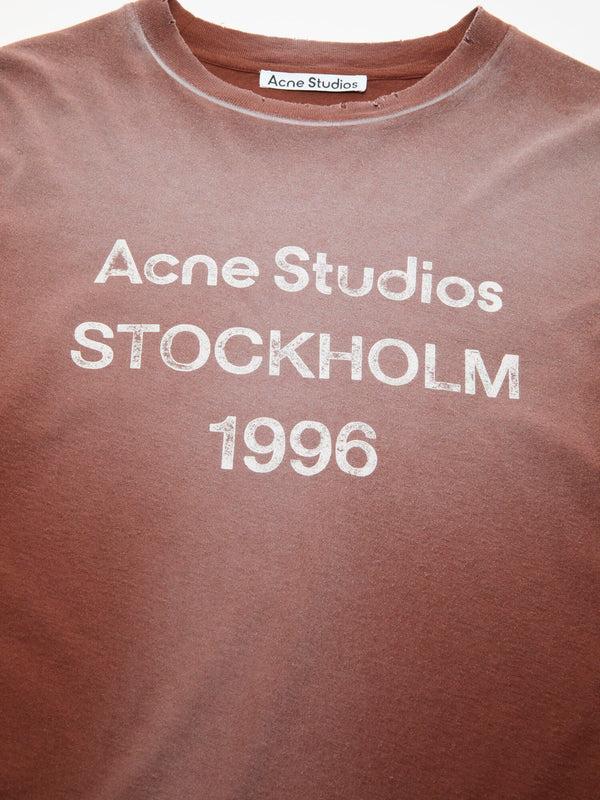 Acne Studios
Acne Studios
STOCKHOLM
1996